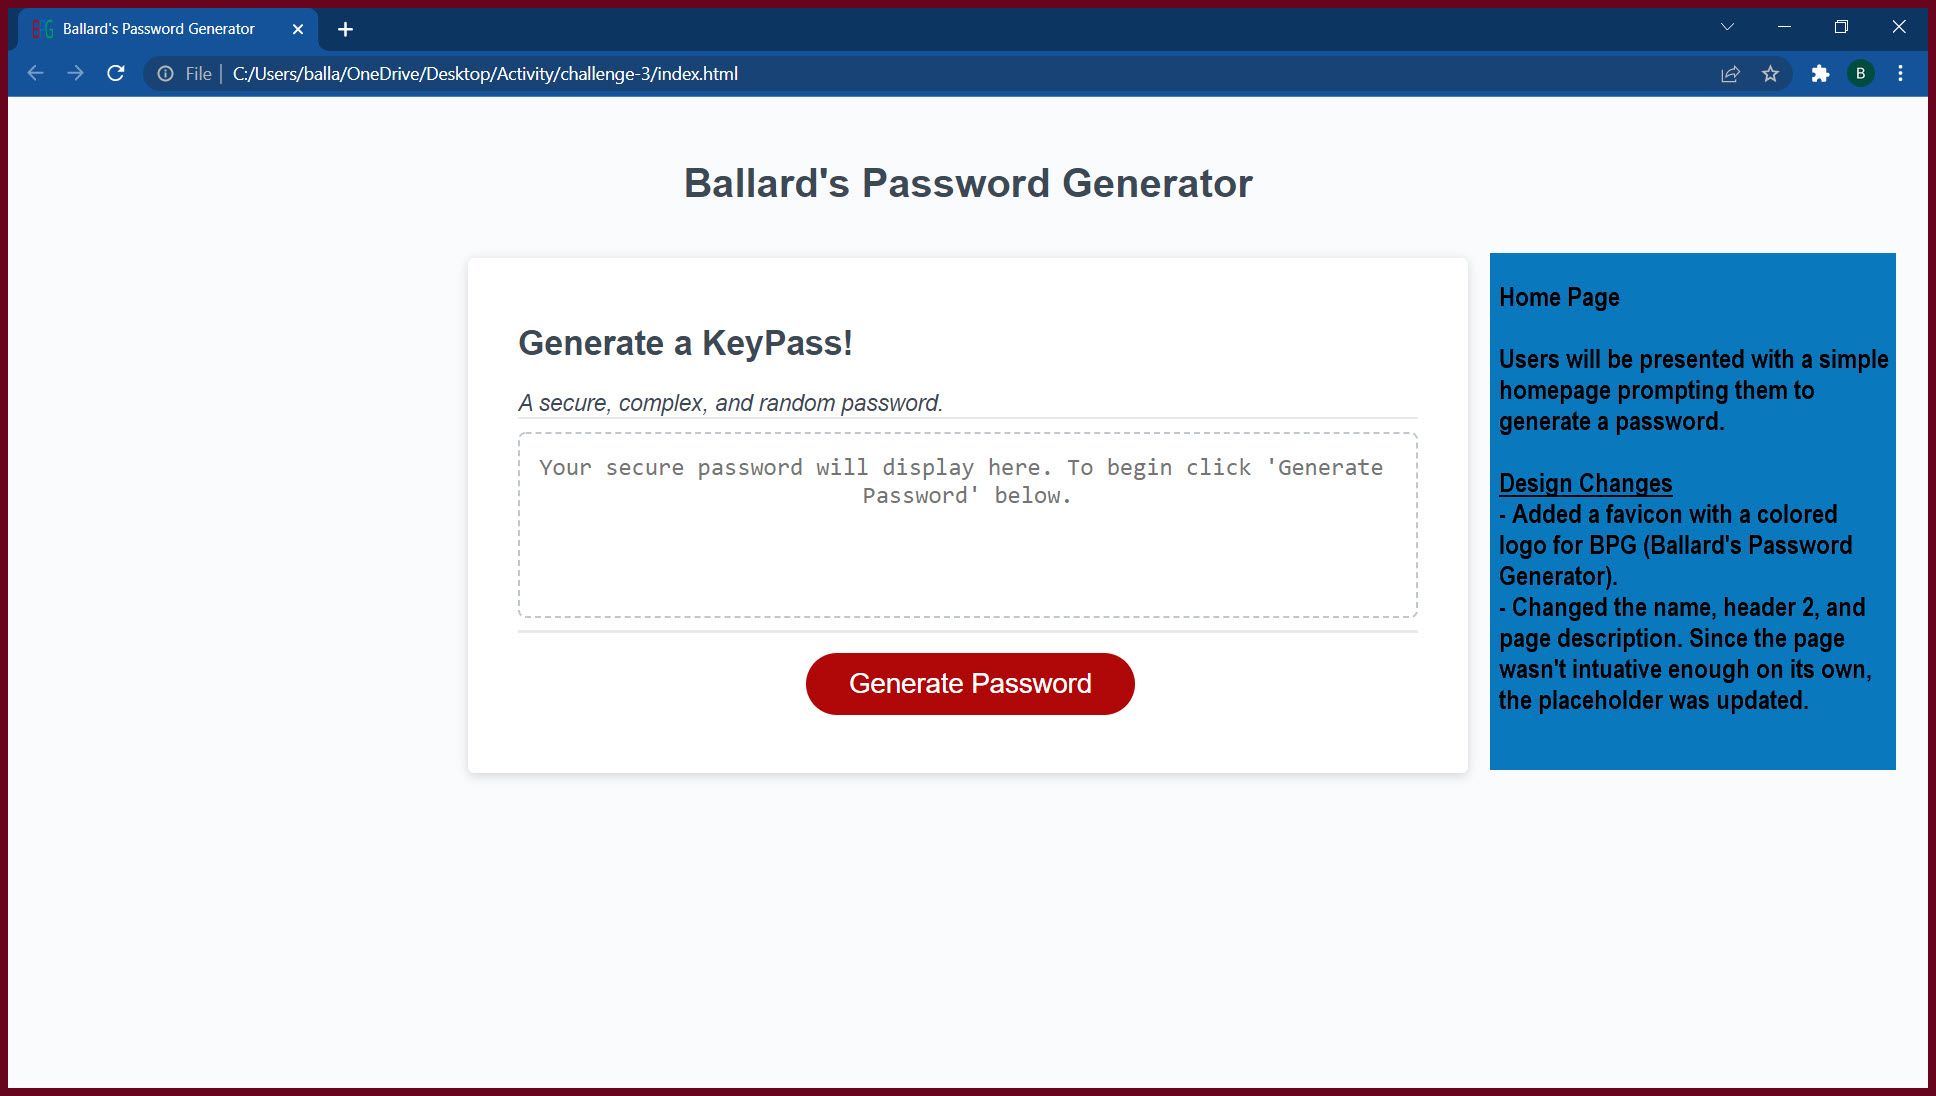 BPG
Ballard's Password Generator
File
C:/Users/balla/OneDrive/Desktop/Activity/challenge-3/index.html
B
Ballard's Password Generator
Generate a KeyPass!
A secure, complex, and random password.
Your secure password will display here. To begin click 'Generate
Password' below.
Generate Password
Home Page
Users will be presented with a simple
homepage prompting them to
generate a password.
Design Changes
- Added a favicon with a colored
logo for BPG (Ballard's Password
Generator).
- Changed the name, header 2, and
page description. Since the page
wasn't intuative enough on its own,
the placeholder was updated.